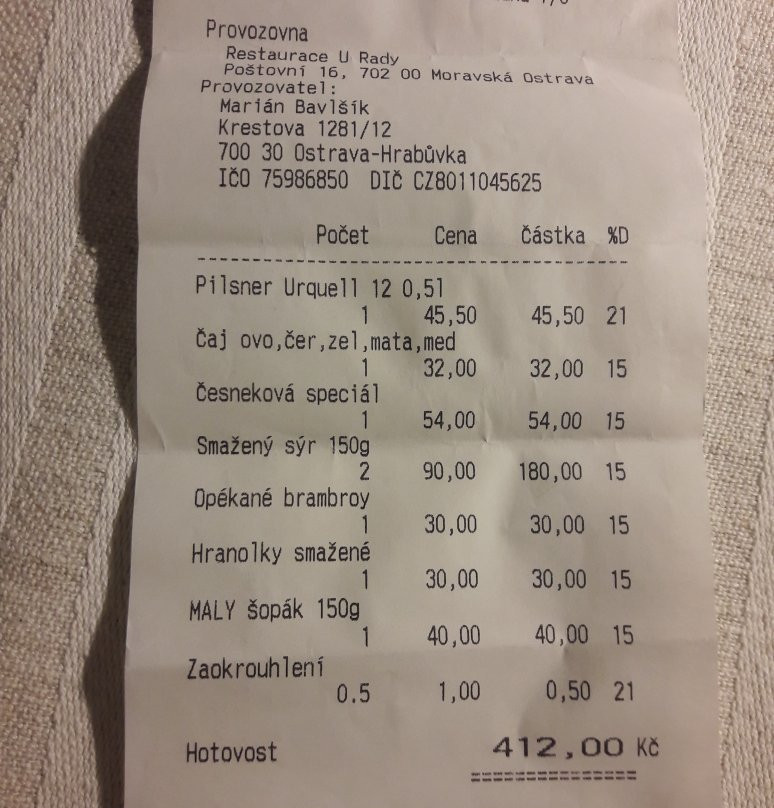 Provozovna
Restaurace U Rady
Poštovní 16, 702 00 Moravská Ostrava
Provozovatel:
Marián Bavlšík
Krestova 1281/12
700 30 Ostrava-Hrabůvka
IČO 75986850 DIČ CZ8011045625
Počet Cena Částka %D
Pilsner Urquell 12 0,5l
1 45,50 45,50 21
Čaj ovo,čer,zel,mata,med
1 32,00 32,00 15
Česneková speciál
1 54,00 54,00 15
Smažený sýr 150g
2 90,00 180,00 15
Opékané brambroy
1 30,00 30,00 15
Hranolky smažené
1 30,00 30,00 15
MALY šopák 150g
1 40,00 40,00 15
Zaokrouhlení
0.5 1,00 0,50 21
Hotovost 412,00 Kč